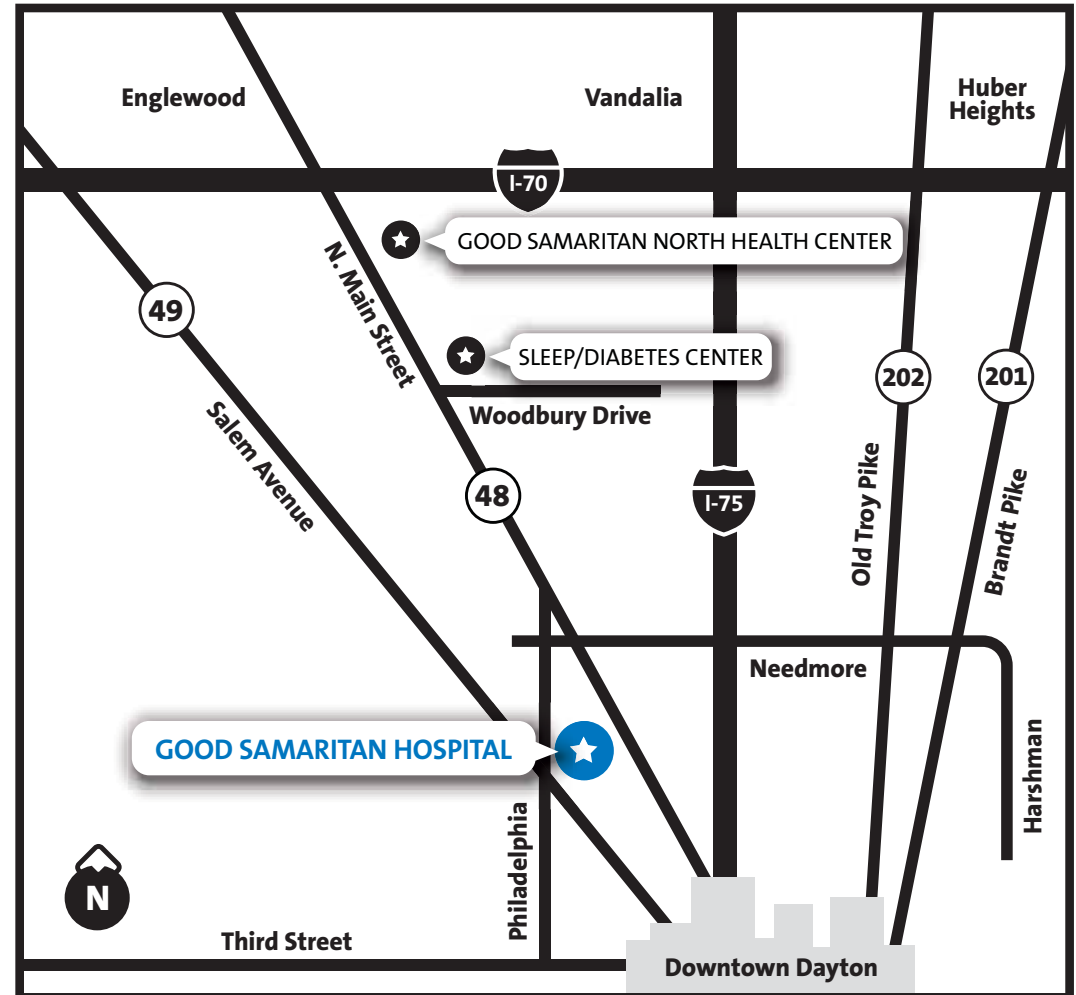 Englewood
Vandalia
Huber
Heights
I-70
GOOD SAMARITAN NORTH HEALTH CENTER
N. Main Street
49
SLEEP/DIABETES CENTER
202
201
Woodbury Drive
Salem Avenue
48
I-75
Old Troy Pike
Brandt Pike
Needmore
GOOD SAMARITAN HOSPITAL
Harshman
Philadelphia
N
Third Street
Downtown Dayton